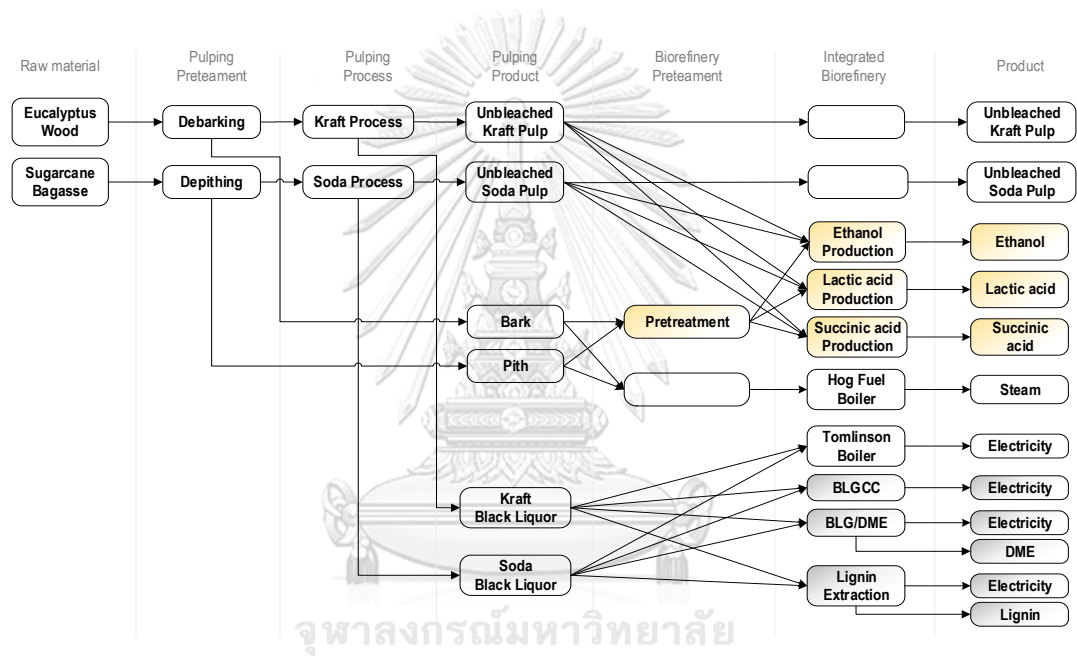 Raw material
Pulping
Preteament
Pulping
Process
Pulping
Product
Biorefinery
Preteament
Integrated
Biorefinery
Product
Eucalyptus
Wood
Debarking
Kraft Process
Unbleached
Kraft Pulp
Unbleached
Kraft Pulp
Sugarcane
Bagasse
Depithing
Soda Process
Unbleached
Soda Pulp
Unbleached
Soda Pulp
Ethanol
Production
Ethanol
Lactic acid
Production
Lactic acid
Bark
Pretreatment
Succinic acid
Production
Succinic
acid
Pith
Hog Fuel
Boiler
Steam
Tomlinson
Boiler
Electricity
Kraft
Black Liquor
BLGCC
Electricity
BLG/DME
Electricity
DME
Soda
Black Liquor
Lignin
Extraction
Electricity
Lignin
จุฬาลงกรณ์มหาวิทยาลัย